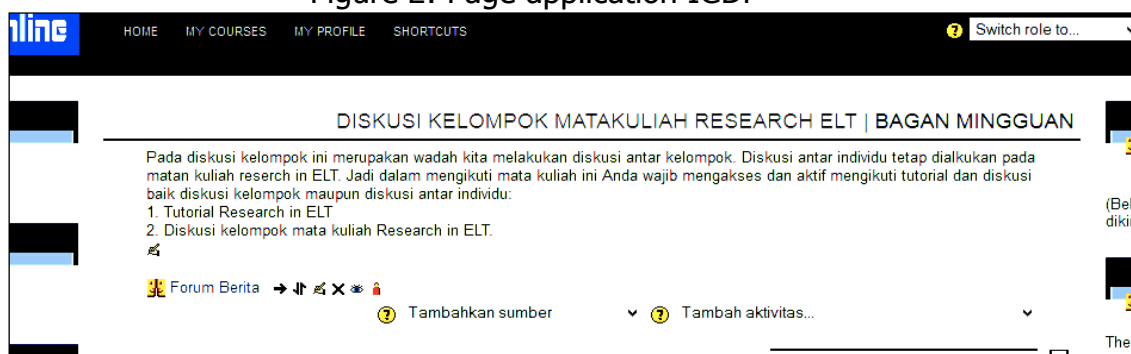 Figure 2. Page application ICDF
nline
HOME MY COURSES MY PROFILE SHORTCUTS
Switch role to...
DISKUSI KELOMPOK MATAKULIAH RESEARCH ELT | BAGAN MINGGUAN
Pada diskusi kelompok ini merupakan wadah kita melakukan diskusi antar kelompok. Diskusi antar individu tetap dialkukan pada
matan kuliah reserch in ELT. Jadi dalam mengikuti mata kuliah ini Anda wajib mengakses dan aktif mengikuti tutorial dan diskusi
baik diskusi kelompok maupun diskusi antar individu:
1. Tutorial Research in ELT
2. Diskusi kelompok mata kuliah Research in ELT.
(Bel
diki
Forum Berita
Tambahkan sumber
Tambah aktivitas...
The